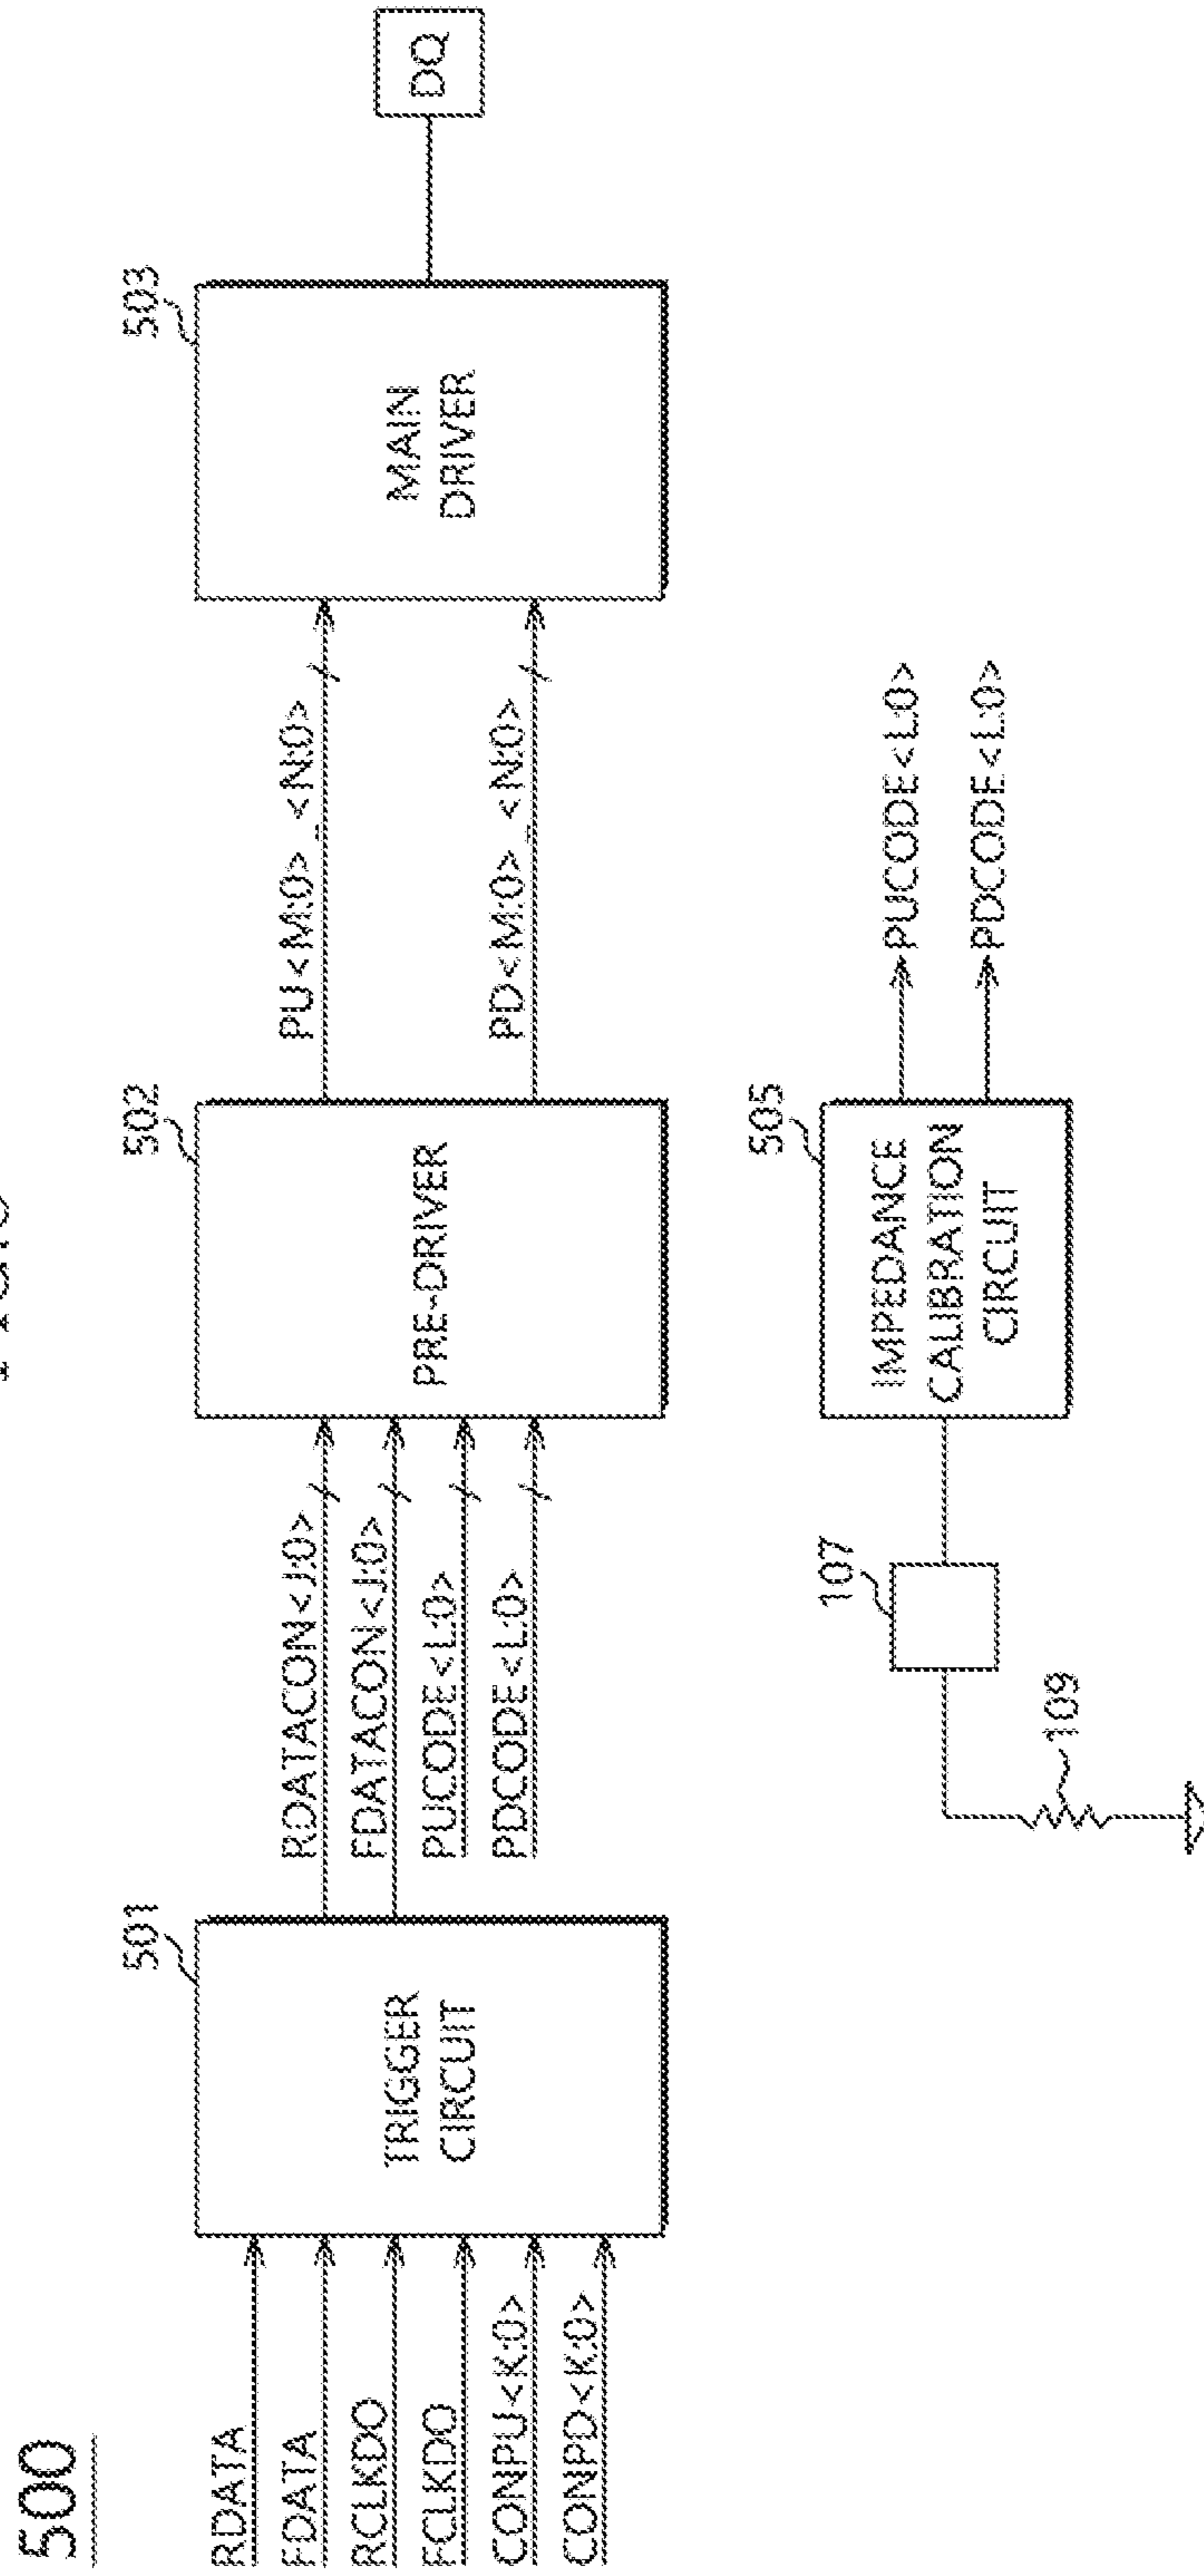 500
RDATA
FDATA
RCLKDO
FCLKDO
CONPU<K:0>
CONPD<K:0>
501
TRIGGER
CIRCUIT
RDATACON<J:0>
FDATACON<J:0>
PUCODE<L:0>
PDCODE<L:0>
502
PRE-DRIVER
PU<M:0>_<N:0>
PD<M:0>_<N:0>
503
MAIN
DRIVER
DQ
109
107
505
IMPEDANCE
CALIBRATION
CIRCUIT
PUCODE<L:0>
PDCODE<L:0>